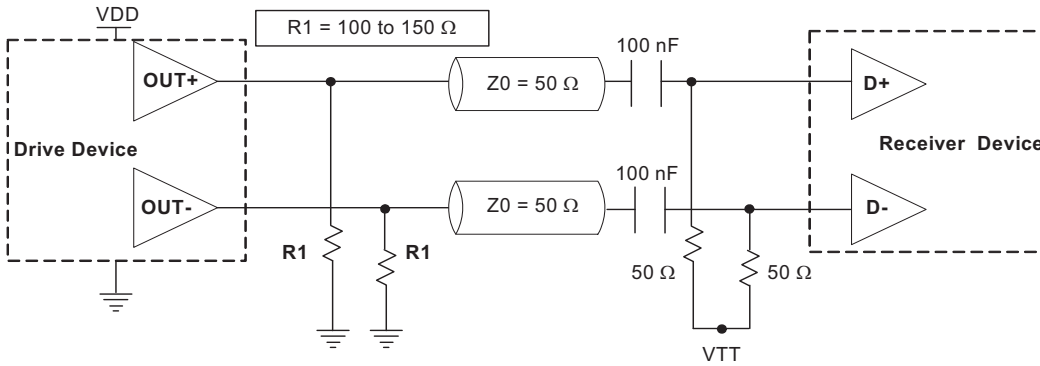 VDD
R1 = 100 to 150 Ω
100 nF
OUT+
Z0 = 50 Ω
D+
Drive Device
Receiver Device
100 nF
OUT-
Z0 = 50 Ω
D-
R1
R1
50 Ω
50 Ω
VTT